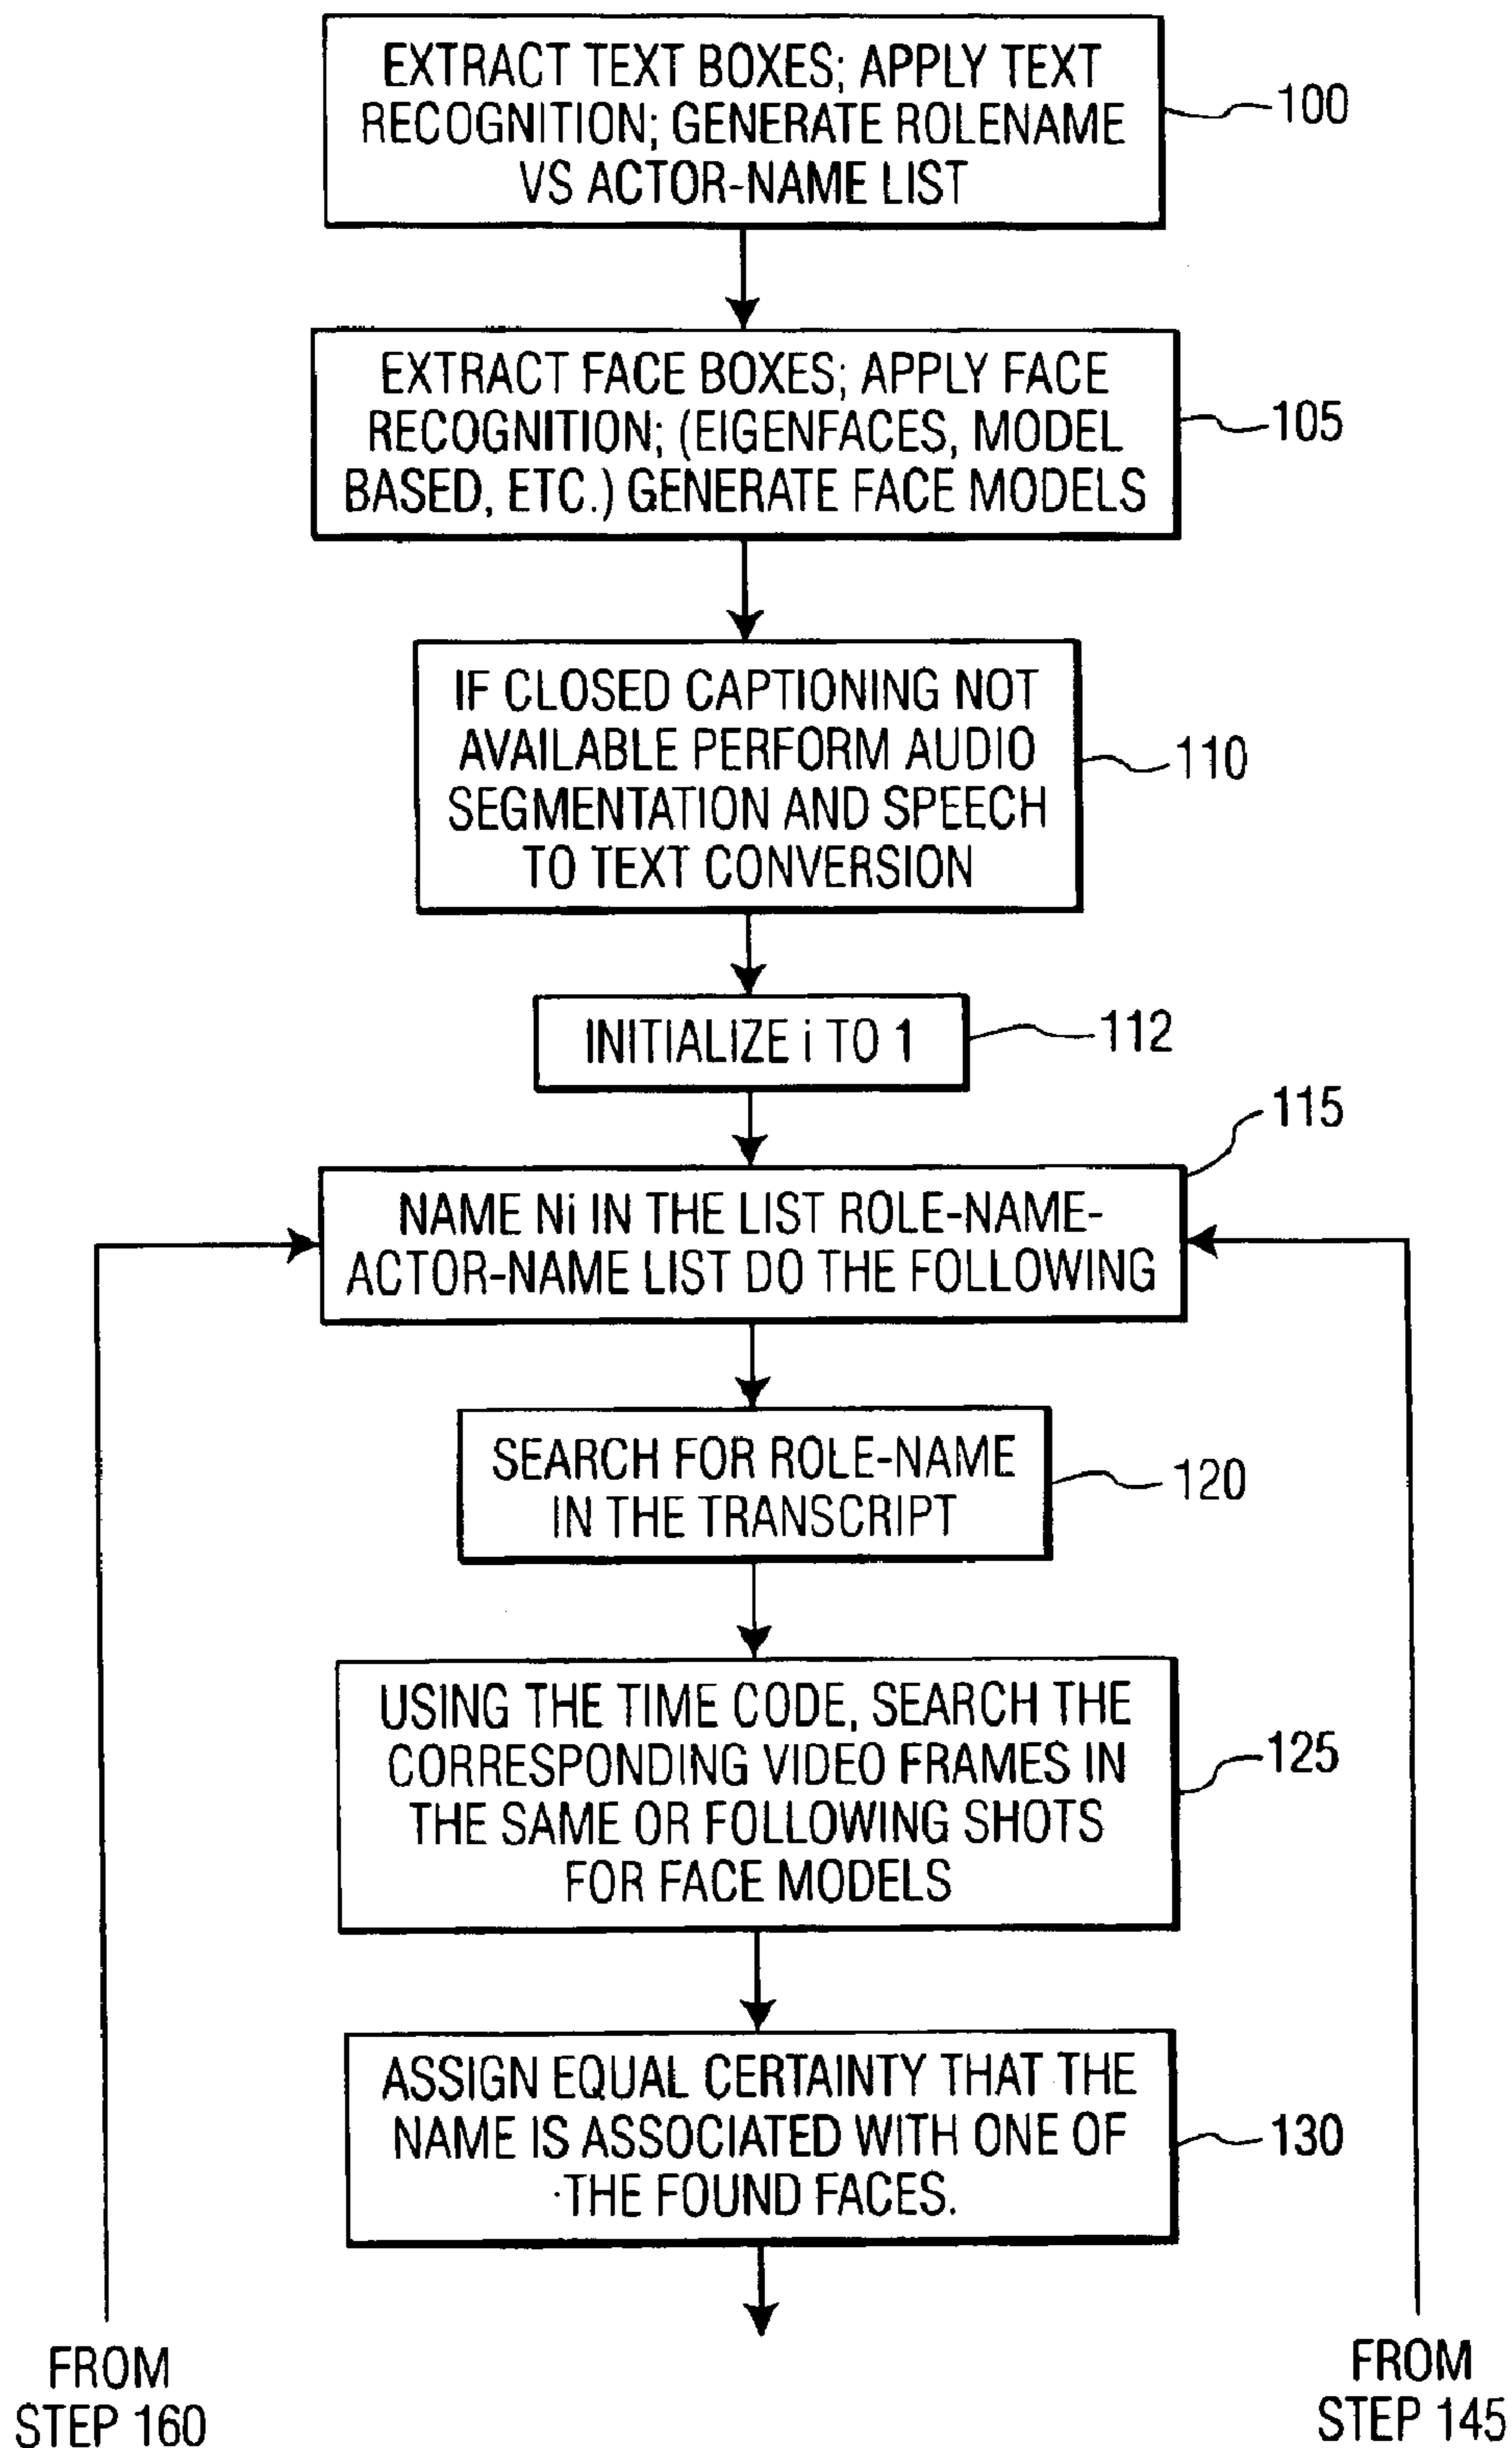 EXTRACT TEXT BOXES; APPLY TEXT
RECOGNITION; GENERATE ROLENAME
VS ACTOR-NAME LIST
100
EXTRACT FACE BOXES; APPLY FACE
RECOGNITION; (EIGENFACES, MODEL
BASED, ETC.) GENERATE FACE MODELS
105
IF CLOSED CAPTIONING NOT
AVAILABLE PERFORM AUDIO
SEGMENTATION AND SPEECH
TO TEXT CONVERSION
110
INITIALIZE i TO 1
112
115
NAME Ni IN THE LIST ROLE-NAME-
ACTOR-NAME LIST DO THE FOLLOWING
SEARCH FOR ROLE-NAME
IN THE TRANSCRIPT
120
USING THE TIME CODE, SEARCH THE
CORRESPONDING VIDEO FRAMES IN
THE SAME OR FOLLOWING SHOTS
FOR FACE MODELS
125
ASSIGN EQUAL CERTAINTY THAT THE
NAME IS ASSOCIATED WITH ONE OF
THE FOUND FACES.
130
FROM
STEP 160
FROM
STEP 145